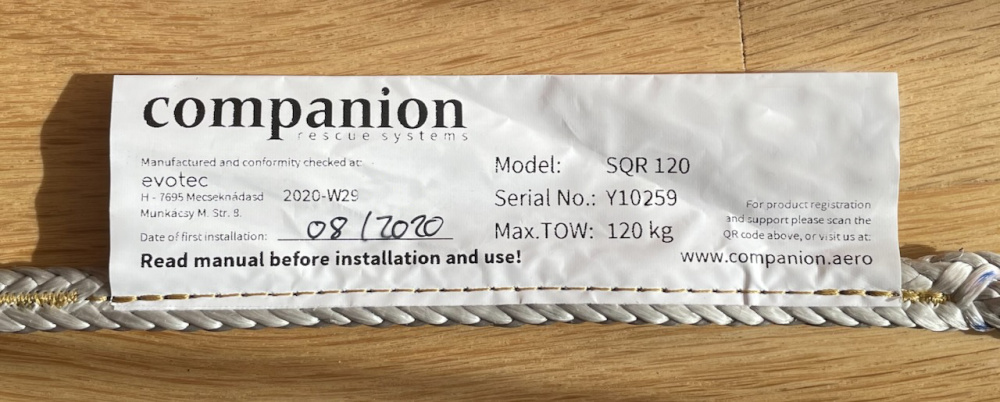 companion
rescue systems
Manufactured and conformity checked at:
evotec
H - 7695 Mecseknádasd 2020-W29
Munkácsy M. Str. 8.
Date of first installation: 08/2020
Read manual before installation and use!
Model: SQR 120
Serial No.: Y10259
Max.TOW: 120 kg
For product registration
and support please scan the
QR code above, or visit us at:
www.companion.aero